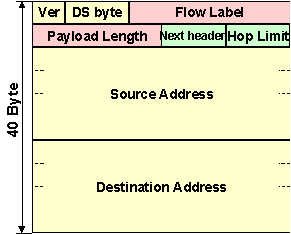 Ver DS byte Flow Label
Payload Length Next header Hop Limit
40 Byte
Source Address
Destination Address